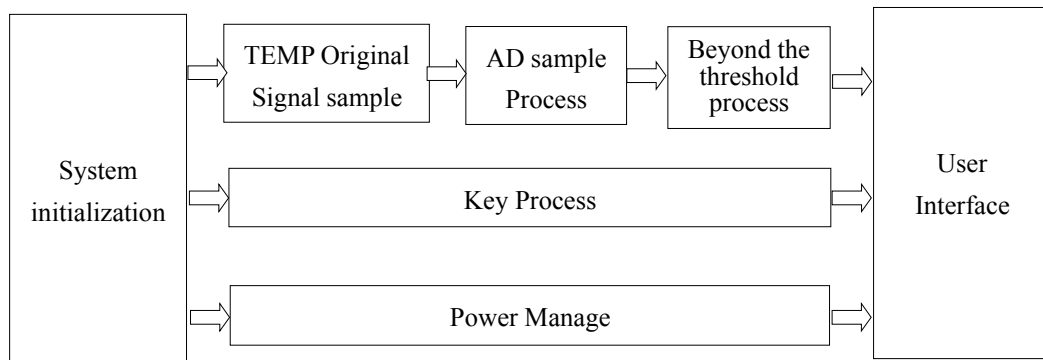 System
initialization
TEMP Original
Signal sample
AD sample
Process
Beyond the
threshold
process
Key Process
Power Manage
User
Interface